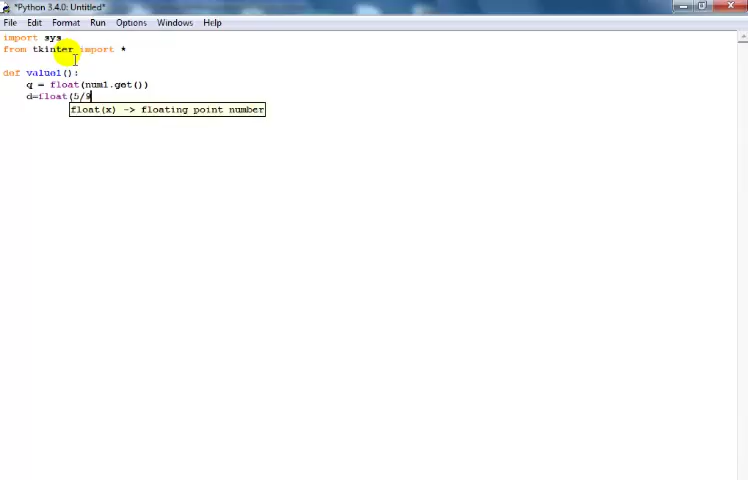 *Python 3.4.0: Untitled*
File Edit Format Run Options Windows Help
import sys
from tkinter import *
def value1():
q = float(num1.get())
d=float(5/9
float(x) -> floating point number